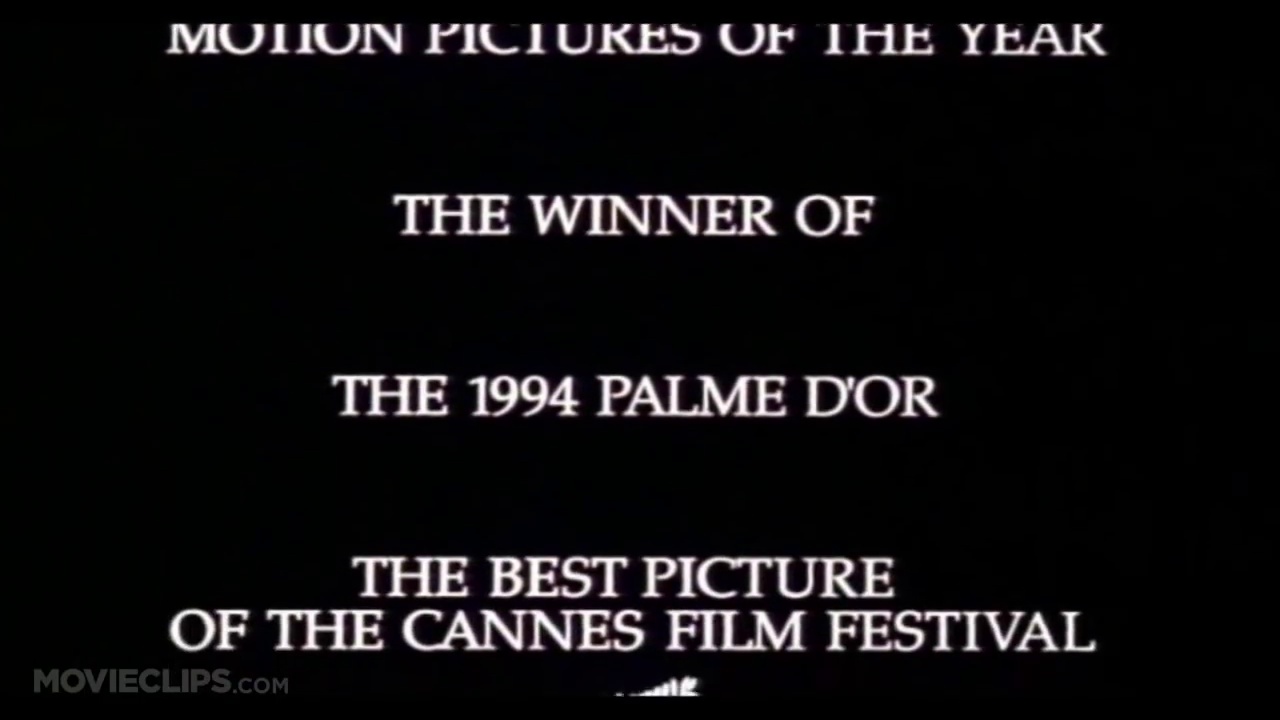 MOTION PICTURES OF THE YEAR
THE WINNER OF
THE 1994 PALME D'OR
THE BEST PICTURE
OF THE CANNES FILM FESTIVAL
MOVIECLIPS.COM